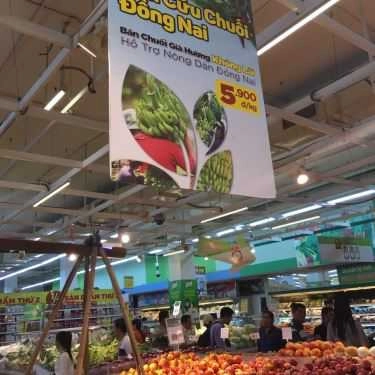 Cứu Chuối
Đồng Nai
Bán Chuối Già Hương Không Lời
Hỗ Trợ Nông Dân Đồng Nai
5.900
đ/kg